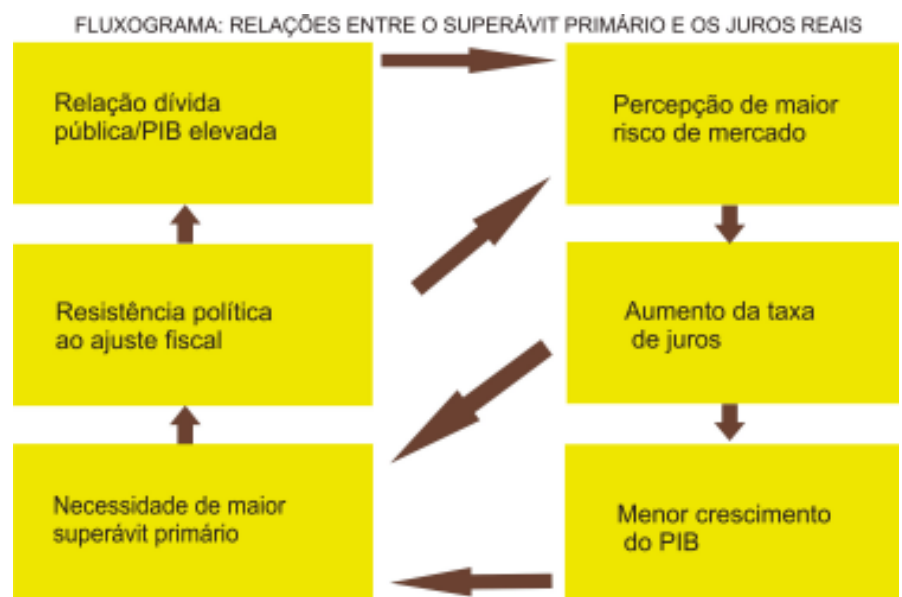 FLUXOGRAMA: RELAÇÕES ENTRE O SUPERÁVIT PRIMÁRIO E OS JUROS REAIS
Relação dívida
pública/PIB elevada
Percepção de maior
risco de mercado
Resistência política
ao ajuste fiscal
Aumento da taxa
de juros
Necessidade de maior
superávit primário
Menor crescimento
do PIB